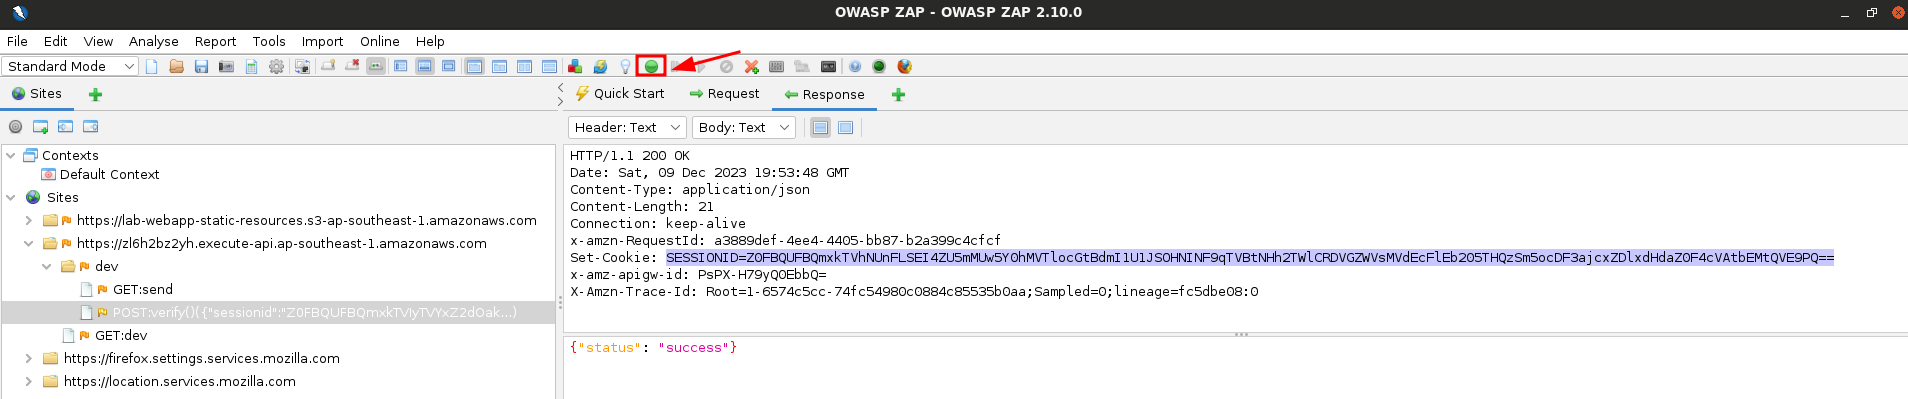 OWASP ZAP - OWASP ZAP 2.10.0
File Edit View Analyse Report Tools Import Online Help
Standard Mode
Sites
Quick Start Request Response
Header: Text Body: Text
Contexts
Default Context
Sites
https://lab-webapp-static-resources.s3-ap-southeast-1.amazonaws.com
https://zl6h2bz2yh.execute-api.ap-southeast-1.amazonaws.com
dev
GET:send
POST:verify()({"sessionid":"Z0FBQUFBQmxkTVIyTVYxZ2dOak...)
GET:dev
https://firefox.settings.services.mozilla.com
https://location.services.mozilla.com
HTTP/1.1 200 OK
Date: Sat, 09 Dec 2023 19:53:48 GMT
Content-Type: application/json
Content-Length: 21
Connection: keep-alive
x-amzn-RequestId: a3889def-4ee4-4405-bb87-b2a399c4cfcf
Set-Cookie: SESSIONID=Z0FBQUFBQmxkTVhNUnFLSEI4ZU5mMUw5Y0hMVTlocGtBdmI1U1JSOHNINF9qTVBtNHh2TWlCRDVGZWVsMVdEcFlEb205THQzSm5ocDF3ajcxZDlxdHdaZ0F4cVAtbEMtQVE9PQ==
x-amz-apigw-id: PsPX-H79yQ0EbbQ=
X-Amzn-Trace-Id: Root=1-6574c5cc-74fc54980c0884c85535b0aa;Sampled=0;lineage=fc5dbe08:0
{"status": "success"}